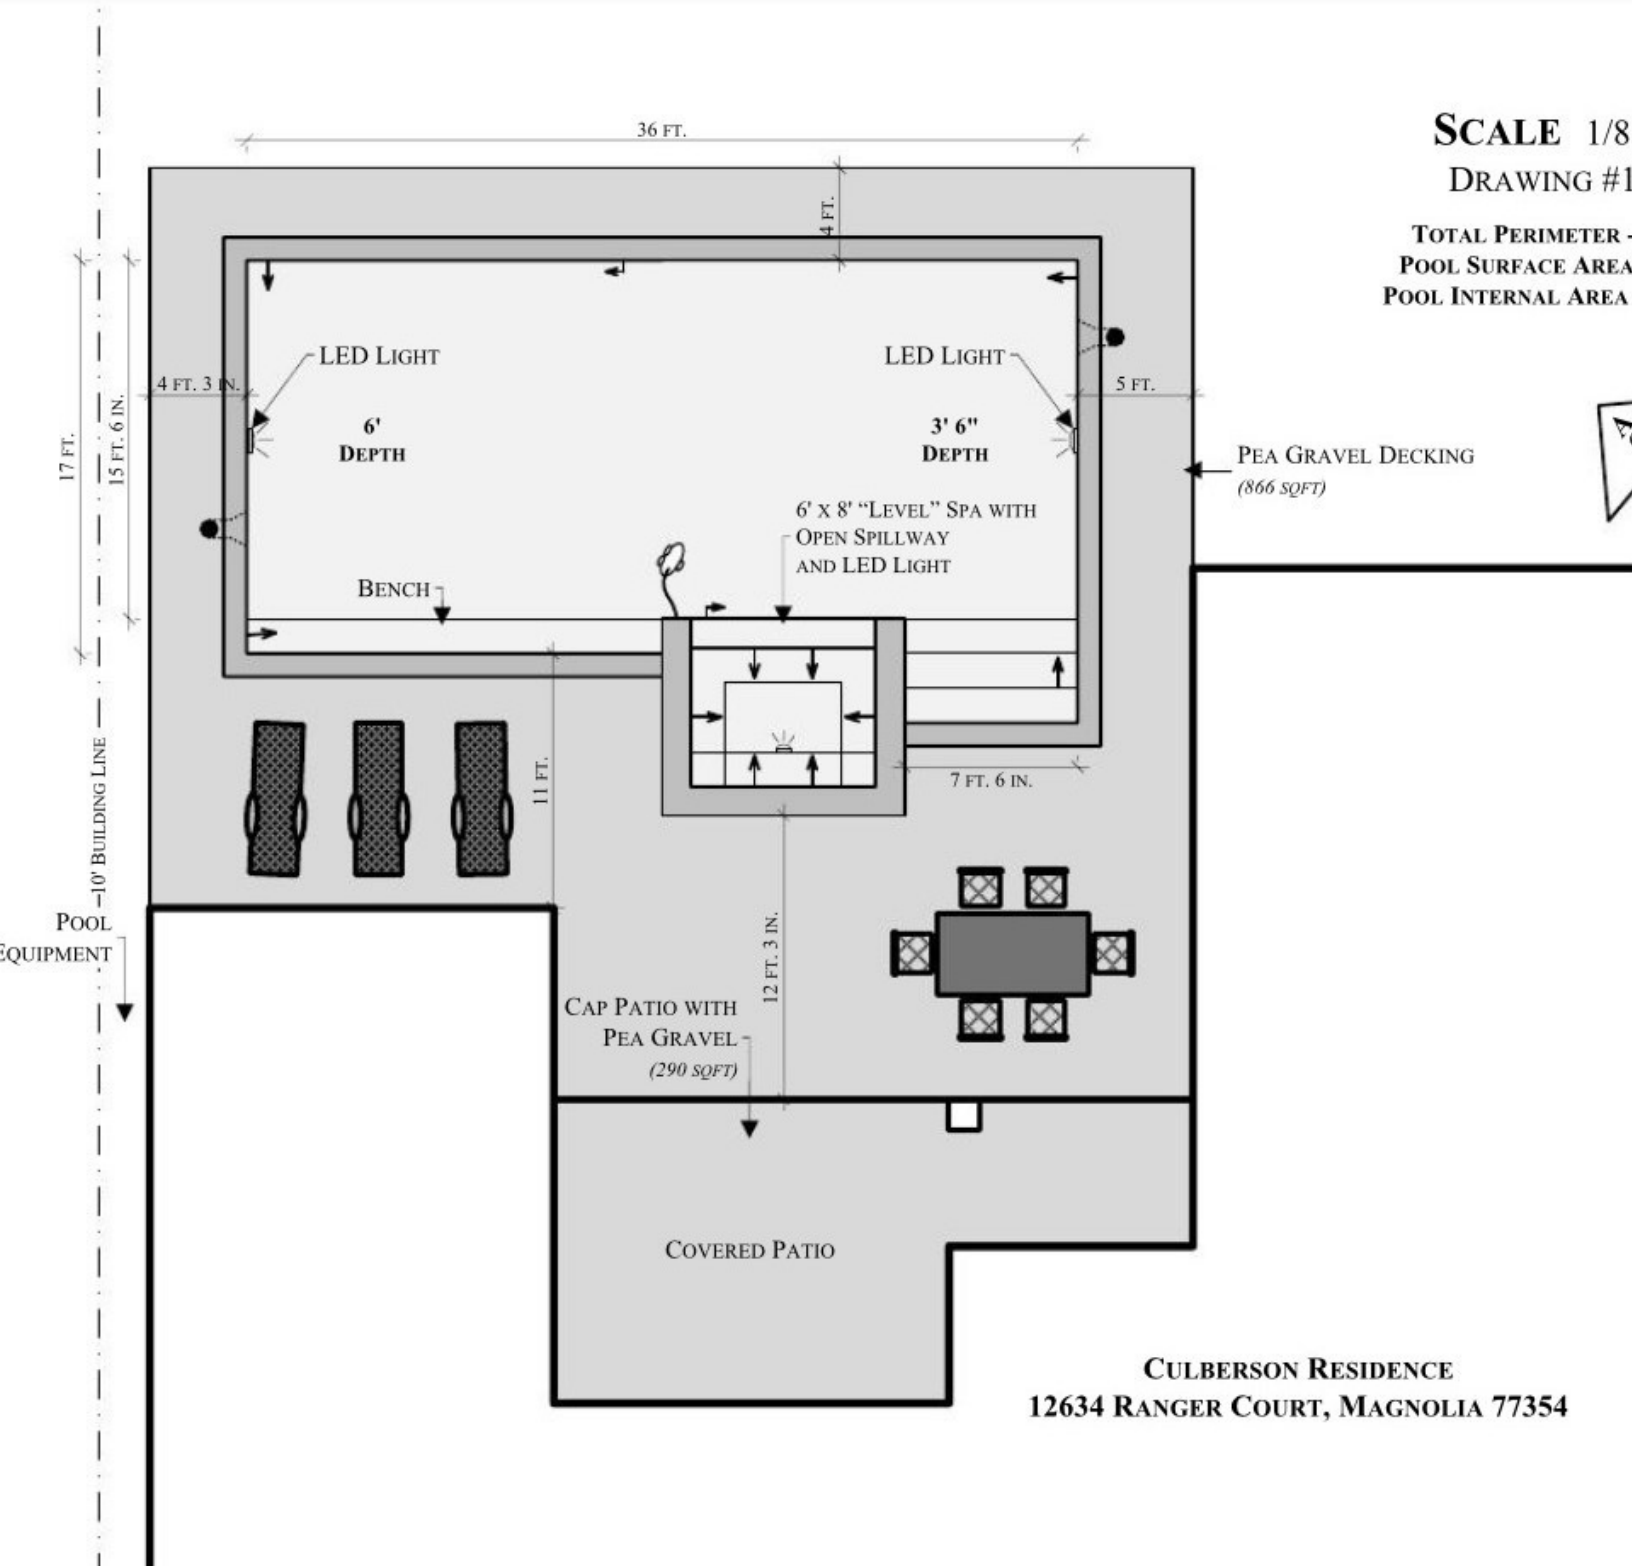 36 FT.
SCALE 1/8
DRAWING #1
TOTAL PERIMETER -
POOL SURFACE AREA
POOL INTERNAL AREA
4 FT.
LED LIGHT
LED LIGHT
4 FT. 3 IN.
5 FT.
17 FT.
15 FT. 6 IN.
6'
DEPTH
3' 6"
DEPTH
PEA GRAVEL DECKING
(866 SQFT)
6' X 8' “LEVEL” SPA WITH
OPEN SPILLWAY
AND LED LIGHT
BENCH
11 FT.
7 FT. 6 IN.
10' BUILDING LINE
POOL
EQUIPMENT
12 FT. 3 IN.
CAP PATIO WITH
PEA GRAVEL
(290 SQFT)
COVERED PATIO
CULBERSON RESIDENCE
12634 RANGER COURT, MAGNOLIA 77354